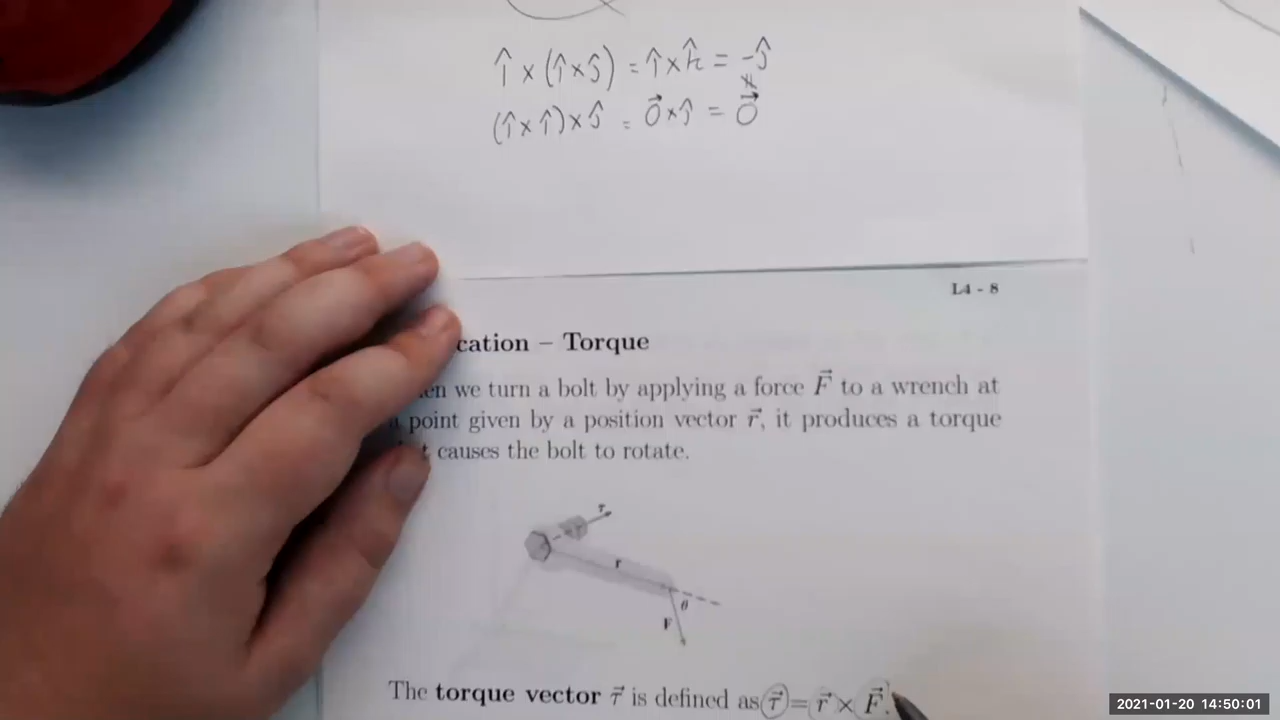 î × (î × ĵ) = î × k̂ = -ĵ
(î × î) × ĵ = 0⃗ × ĵ = 0⃗
L4 - 8
cation – Torque
en we turn a bolt by applying a force F⃗ to a wrench at
a point given by a position vector r⃗, it produces a torque
t causes the bolt to rotate.
τ
r
θ
F
The torque vector τ⃗ is defined as τ⃗ = r⃗ × F⃗.
2021-01-20 14:50:01